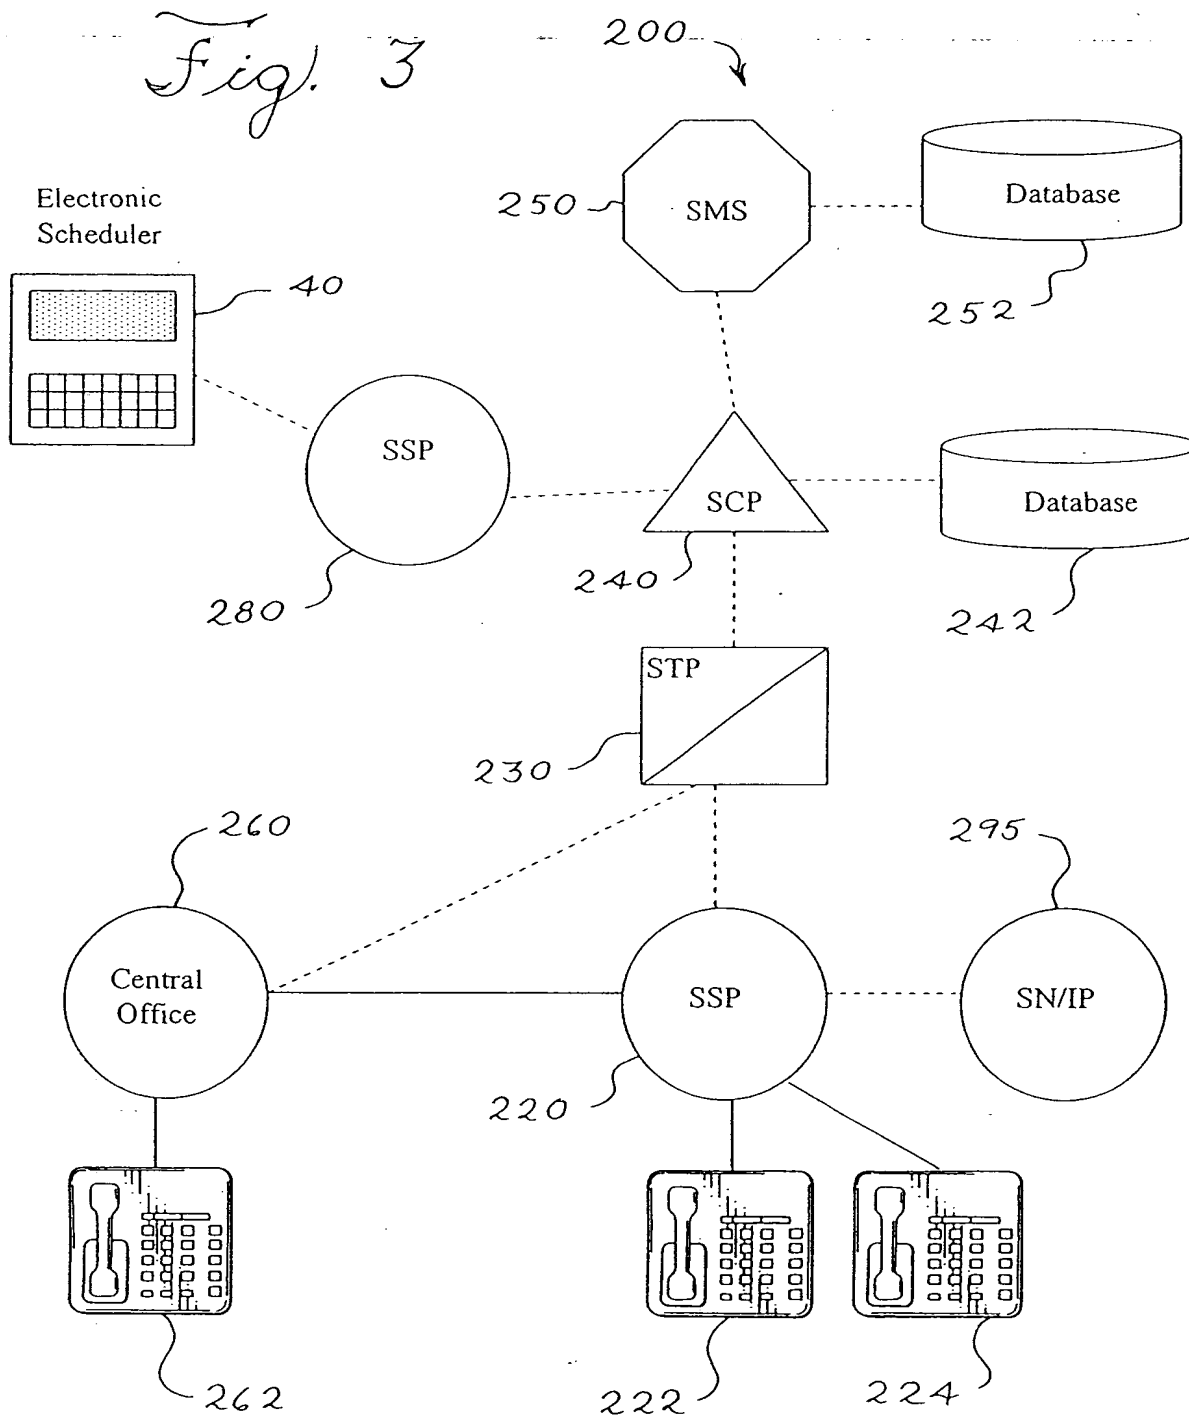 Fig. 3
200
Electronic
Scheduler
250
SMS
Database
252
40
SSP
SCP
Database
280
240
242
STP
230
260
295
Central
Office
SSP
SN/IP
220
262
222
224